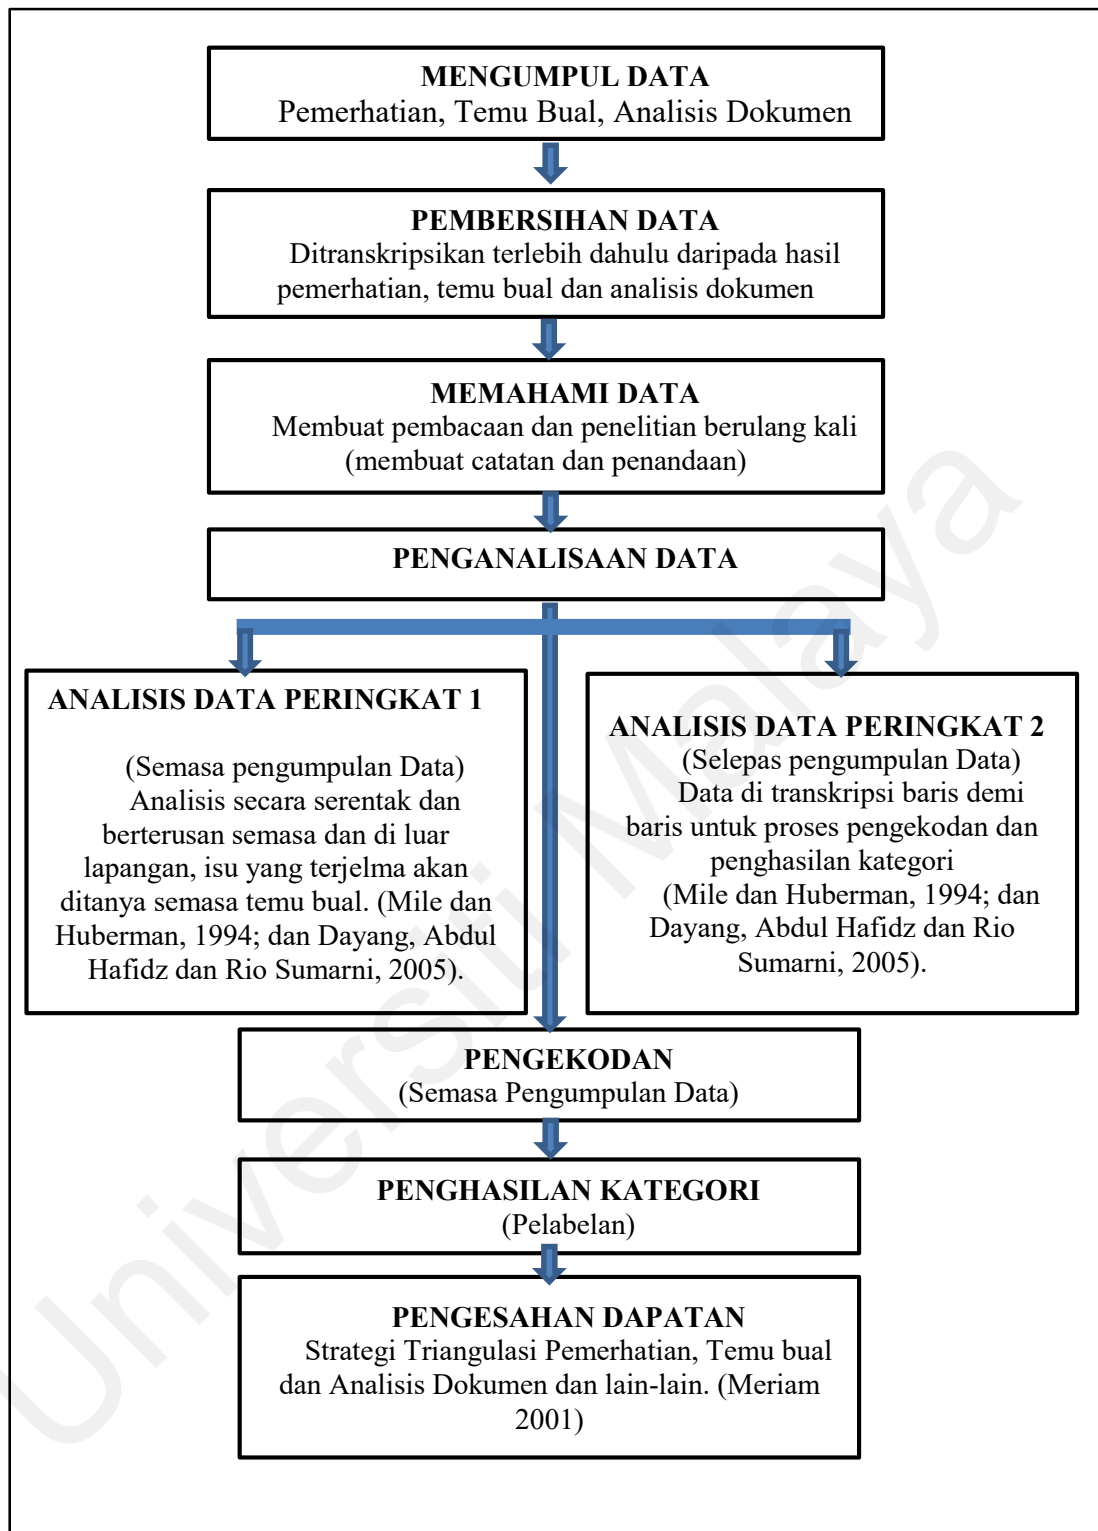 MENGUMPUL DATA
Pemerhatian, Temu Bual, Analisis Dokumen
PEMBERSIHAN DATA
Ditranskripsikan terlebih dahulu daripada hasil
pemerhatian, temu bual dan analisis dokumen
MEMAHAMI DATA
Membuat pembacaan dan penelitian berulang kali
(membuat catatan dan penandaan)
PENGANALISAAN DATA
ANALISIS DATA PERINGKAT 1
(Semasa pengumpulan Data)
Analisis secara serentak dan
berterusan semasa dan di luar
lapangan, isu yang terjelma akan
ditanya semasa temu bual. (Mile dan
Huberman, 1994; dan Dayang, Abdul
Hafidz dan Rio Sumarni, 2005).
ANALISIS DATA PERINGKAT 2
(Selepas pengumpulan Data)
Data di transkripsi baris demi
baris untuk proses pengekodan dan
penghasilan kategori
(Mile dan Huberman, 1994; dan
Dayang, Abdul Hafidz dan Rio
Sumarni, 2005).
PENGEKODAN
(Semasa Pengumpulan Data)
PENGHASILAN KATEGORI
(Pelabelan)
PENGESAHAN DAPATAN
Strategi Triangulasi Pemerhatian, Temu bual
dan Analisis Dokumen dan lain-lain. (Meriam
2001)
Universiti Malaya